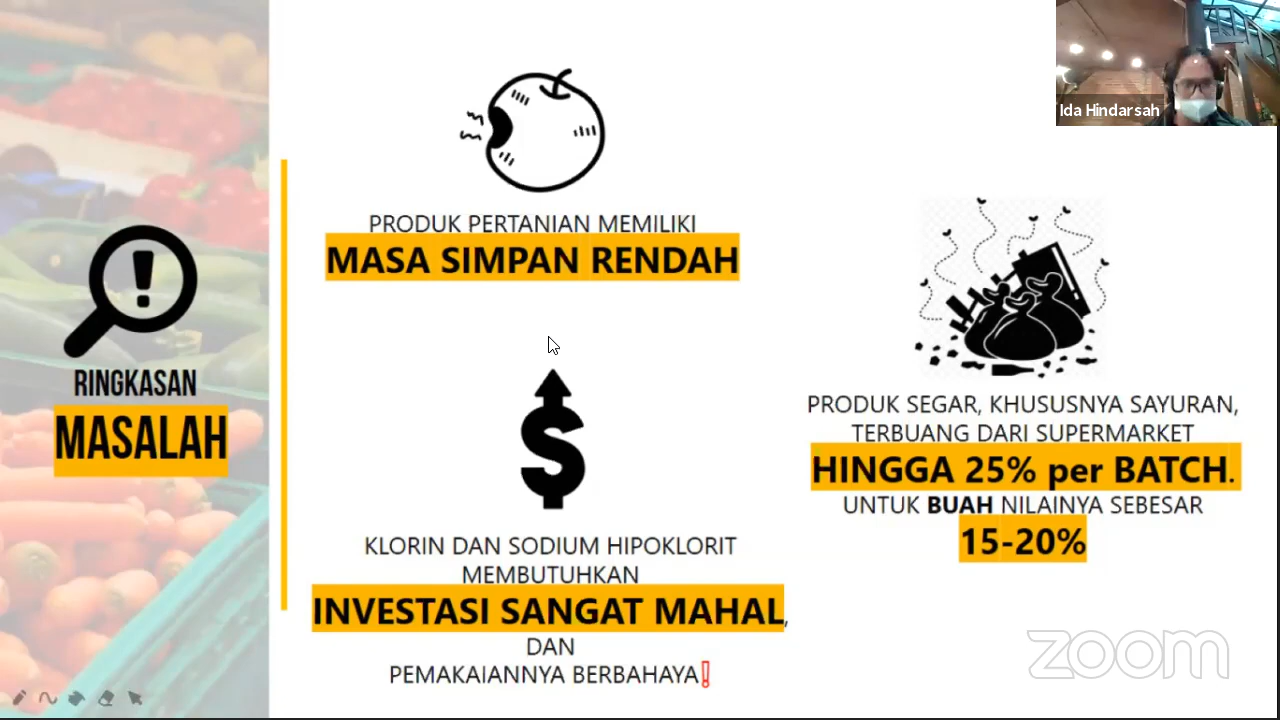 Ida Hindarsah
RINGKASAN
MASALAH
PRODUK PERTANIAN MEMILIKI
MASA SIMPAN RENDAH
KLORIN DAN SODIUM HIPOKLORIT
MEMBUTUHKAN
INVESTASI SANGAT MAHAL,
DAN
PEMAKAIANNYA BERBAHAYA!
PRODUK SEGAR, KHUSUSNYA SAYURAN,
TERBUANG DARI SUPERMARKET
HINGGA 25% per BATCH.
UNTUK BUAH NILAINYA SEBESAR
15-20%
zoom